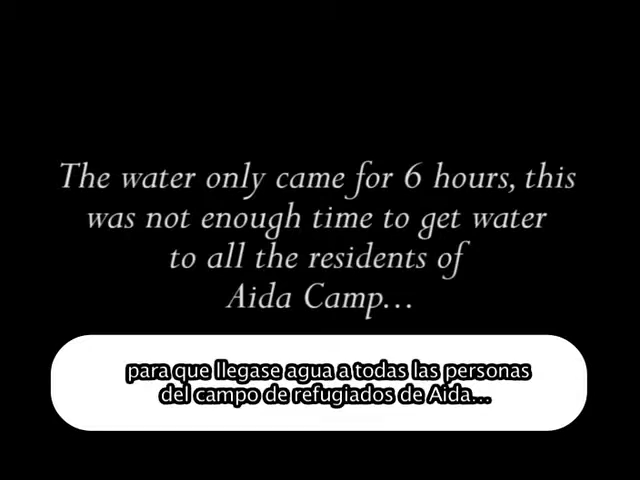 The water only came for 6 hours, this
was not enough time to get water
to all the residents of
Aida Camp...
para que llegase agua a todas las personas
del campo de refugiados de Aida...